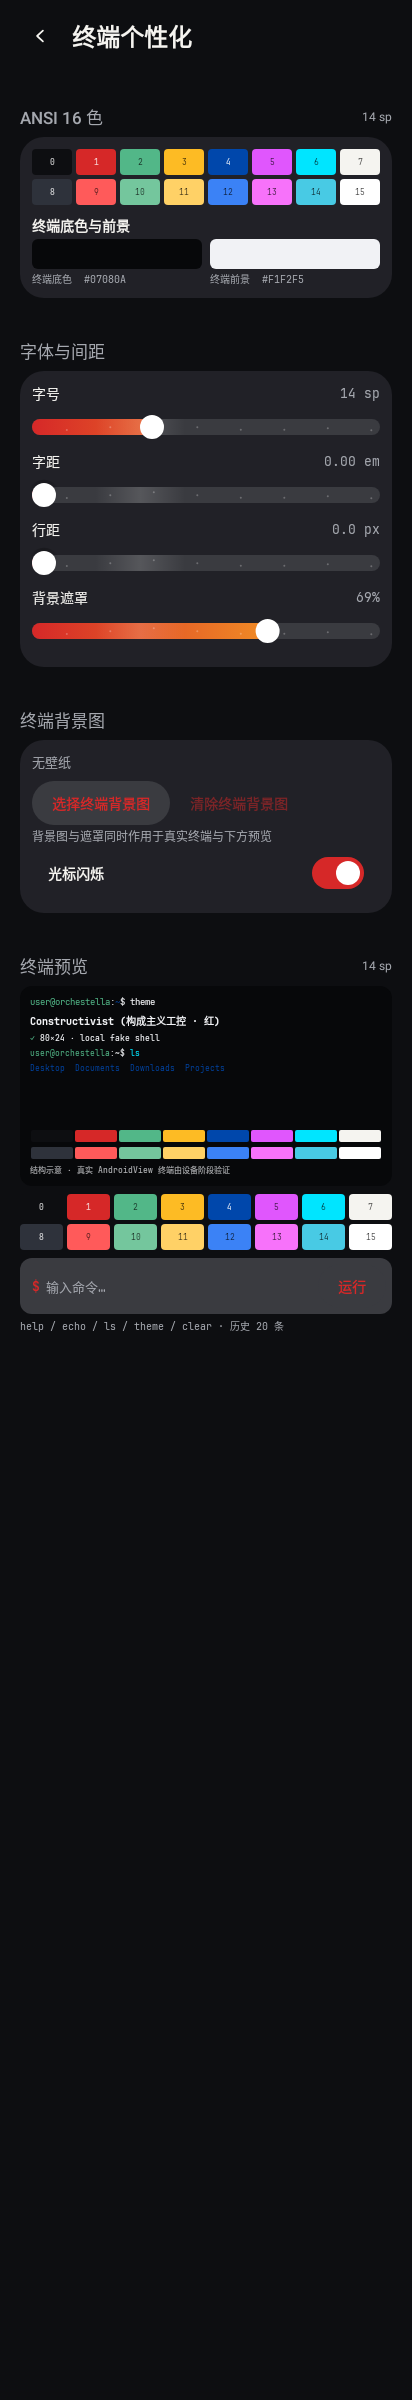 终端个性化
ANSI 16 色 14 sp
0 1 2 3 4 5 6 7
8 9 10 11 12 13 14 15
终端底色与前景
终端底色 #07080A 终端前景 #F1F2F5
字体与间距
字号 14 sp
字距 0.00 em
行距 0.0 px
背景遮罩 69%
终端背景图
无壁纸
选择终端背景图 清除终端背景图
背景图与遮罩同时作用于真实终端与下方预览
光标闪烁
终端预览 14 sp
user@orchestella:~$ theme
Constructivist (构成主义工控 · 红)
✓ 80×24 · local fake shell
user@orchestella:~$ ls
Desktop Documents Downloads Projects
结构示意 · 真实 AndroidView 终端由设备阶段验证
0 1 2 3 4 5 6 7
8 9 10 11 12 13 14 15
$ 输入命令… 运行
help / echo / ls / theme / clear · 历史 20 条